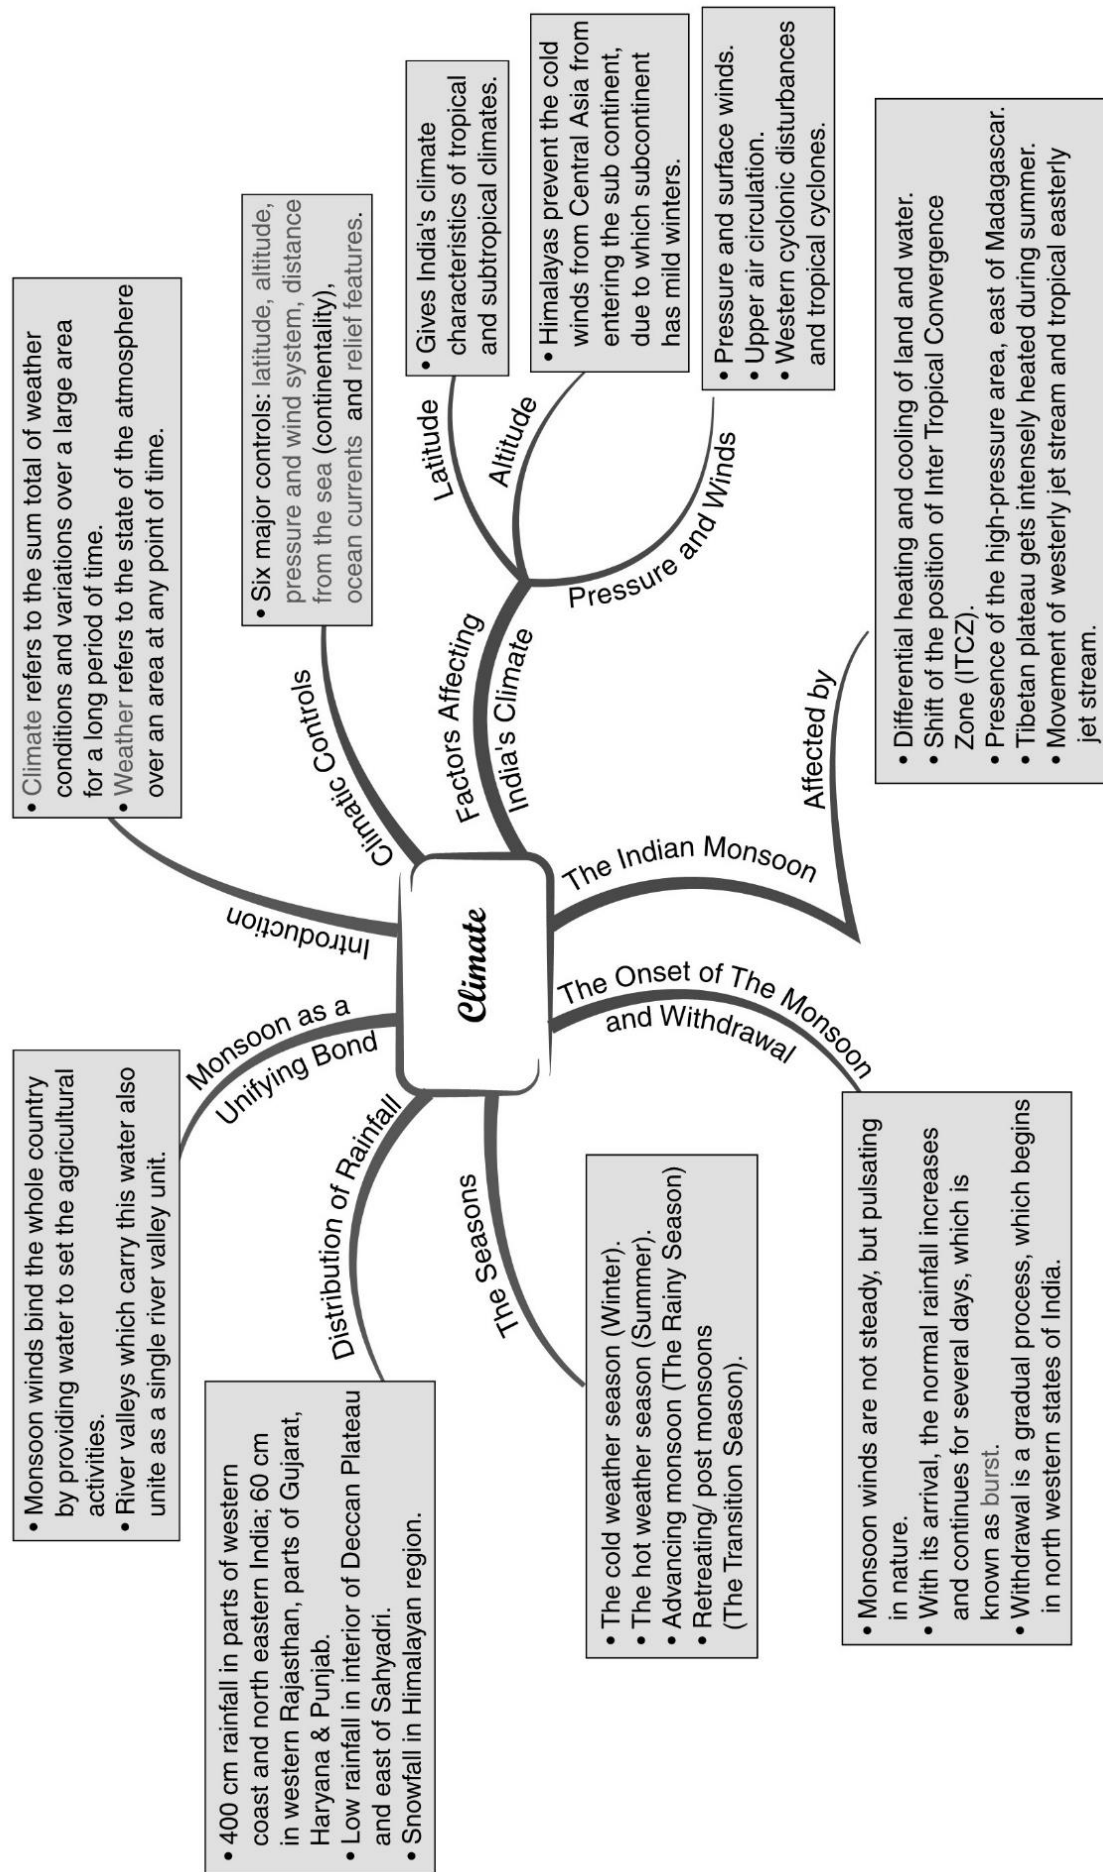 Climate
Introduction
• Climate refers to the sum total of weather
conditions and variations over a large area
for a long period of time.
• Weather refers to the state of the atmosphere
over an area at any point of time.
Climatic Controls
• Six major controls: latitude, altitude,
pressure and wind system, distance
from the sea (continentality),
ocean currents and relief features.
Factors Affecting
India's Climate
Latitude
• Gives India's climate
characteristics of tropical
and subtropical climates.
Altitude
• Himalayas prevent the cold
winds from Central Asia from
entering the sub continent,
due to which subcontinent
has mild winters.
Pressure and Winds
• Pressure and surface winds.
• Upper air circulation.
• Western cyclonic disturbances
and tropical cyclones.
The Indian Monsoon
Affected by
• Differential heating and cooling of land and water.
• Shift of the position of Inter Tropical Convergence
Zone (ITCZ).
• Presence of the high-pressure area, east of Madagascar.
• Tibetan plateau gets intensely heated during summer.
• Movement of westerly jet stream and tropical easterly
jet stream.
The Onset of The Monsoon
and Withdrawal
• Monsoon winds are not steady, but pulsating
in nature.
• With its arrival, the normal rainfall increases
and continues for several days, which is
known as burst.
• Withdrawal is a gradual process, which begins
in north western states of India.
The Seasons
• The cold weather season (Winter).
• The hot weather season (Summer).
• Advancing monsoon (The Rainy Season)
• Retreating/ post monsoons
(The Transition Season).
Distribution of Rainfall
• 400 cm rainfall in parts of western
coast and north eastern India; 60 cm
in western Rajasthan, parts of Gujarat,
Haryana & Punjab.
• Low rainfall in interior of Deccan Plateau
and east of Sahyadri.
• Snowfall in Himalayan region.
Monsoon as a
Unifying Bond
• Monsoon winds bind the whole country
by providing water to set the agricultural
activities.
• River valleys which carry this water also
unite as a single river valley unit.